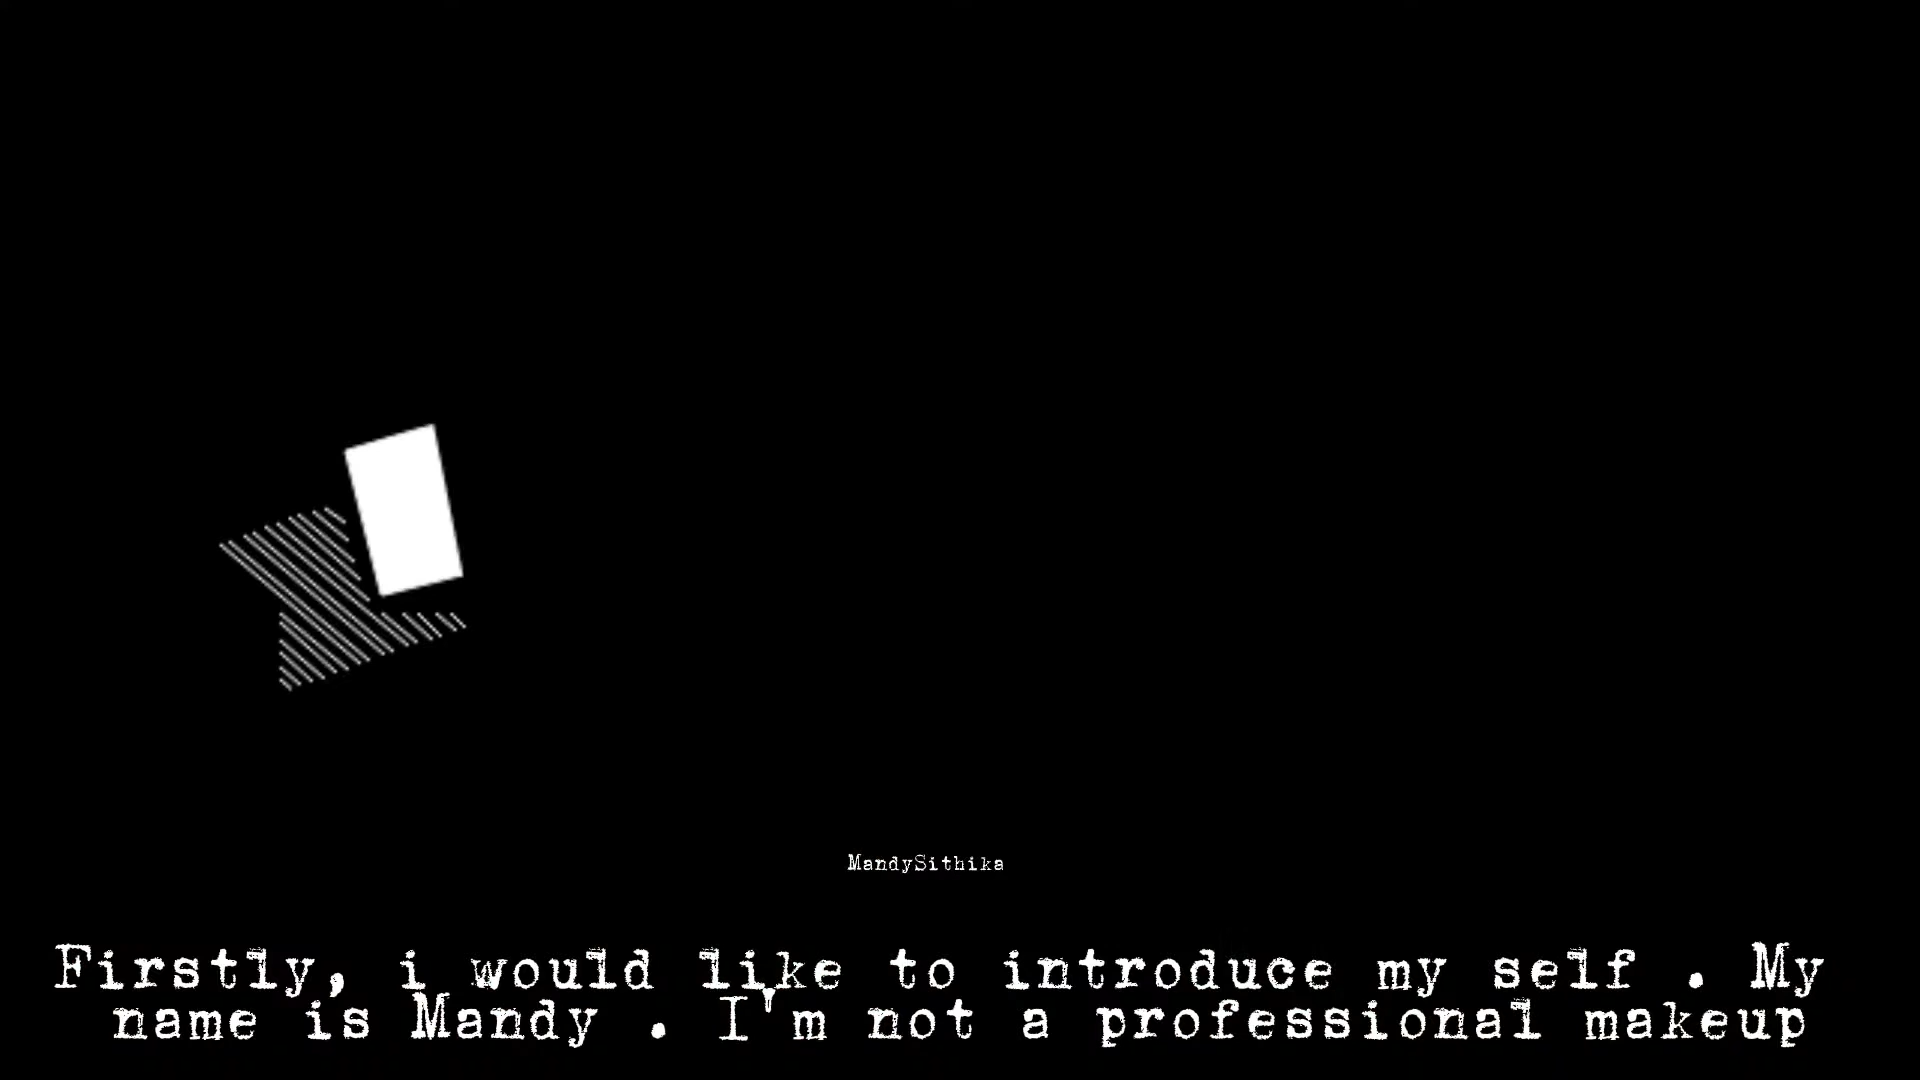 MandySithika
Firstly, i would like to introduce my self . My
name is Mandy . I'm not a professional makeup